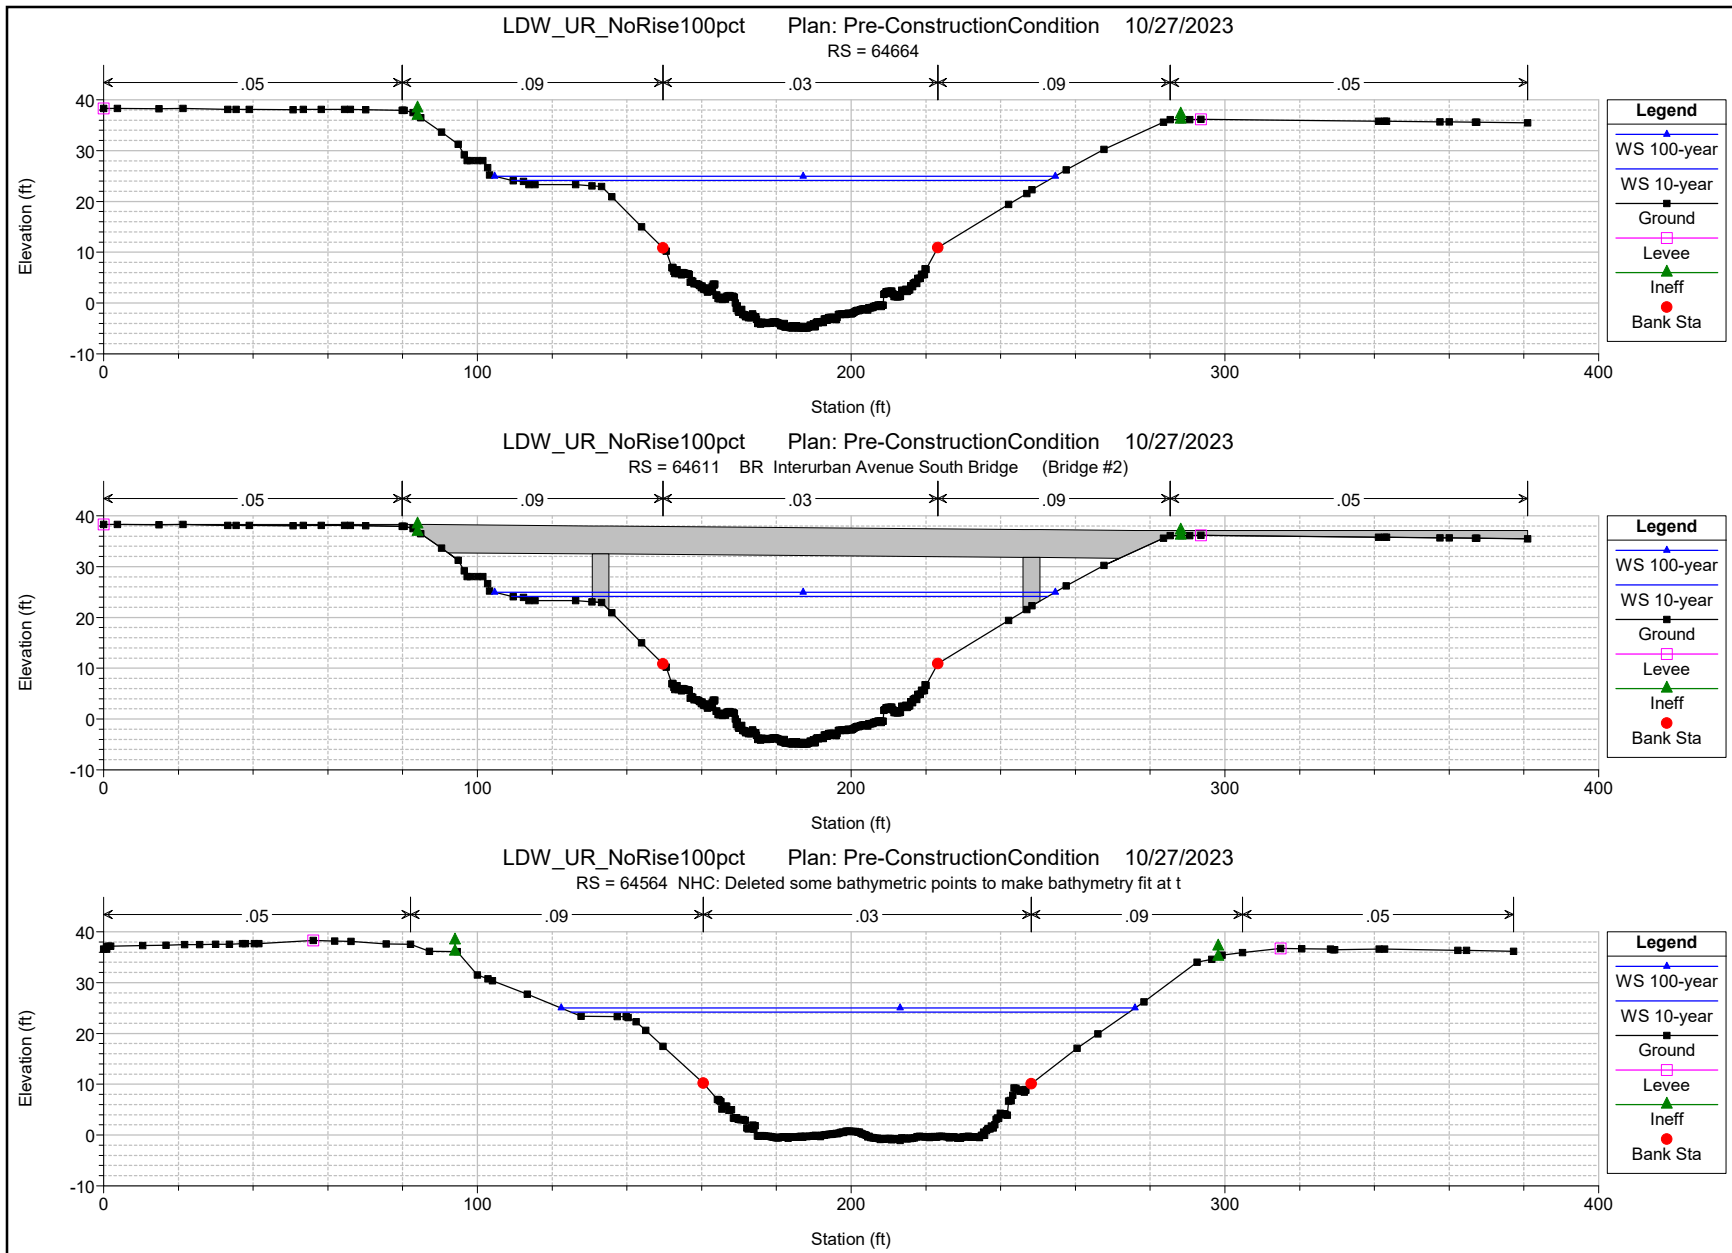 LDW_UR_NoRise100pct Plan: Pre-ConstructionCondition 10/27/2023
RS = 64664
.05 .09 .03 .09 .05
40
30
20
10
0
-10
Elevation (ft)
0 100 200 300 400
Station (ft)
Legend
WS 100-year
WS 10-year
Ground
Levee
Ineff
Bank Sta
LDW_UR_NoRise100pct Plan: Pre-ConstructionCondition 10/27/2023
RS = 64611 BR Interurban Avenue South Bridge (Bridge #2)
.05 .09 .03 .09 .05
40
30
20
10
0
-10
Elevation (ft)
0 100 200 300 400
Station (ft)
Legend
WS 100-year
WS 10-year
Ground
Levee
Ineff
Bank Sta
LDW_UR_NoRise100pct Plan: Pre-ConstructionCondition 10/27/2023
RS = 64564 NHC: Deleted some bathymetric points to make bathymetry fit at t
.05 .09 .03 .09 .05
40
30
20
10
0
-10
Elevation (ft)
0 100 200 300 400
Station (ft)
Legend
WS 100-year
WS 10-year
Ground
Levee
Ineff
Bank Sta